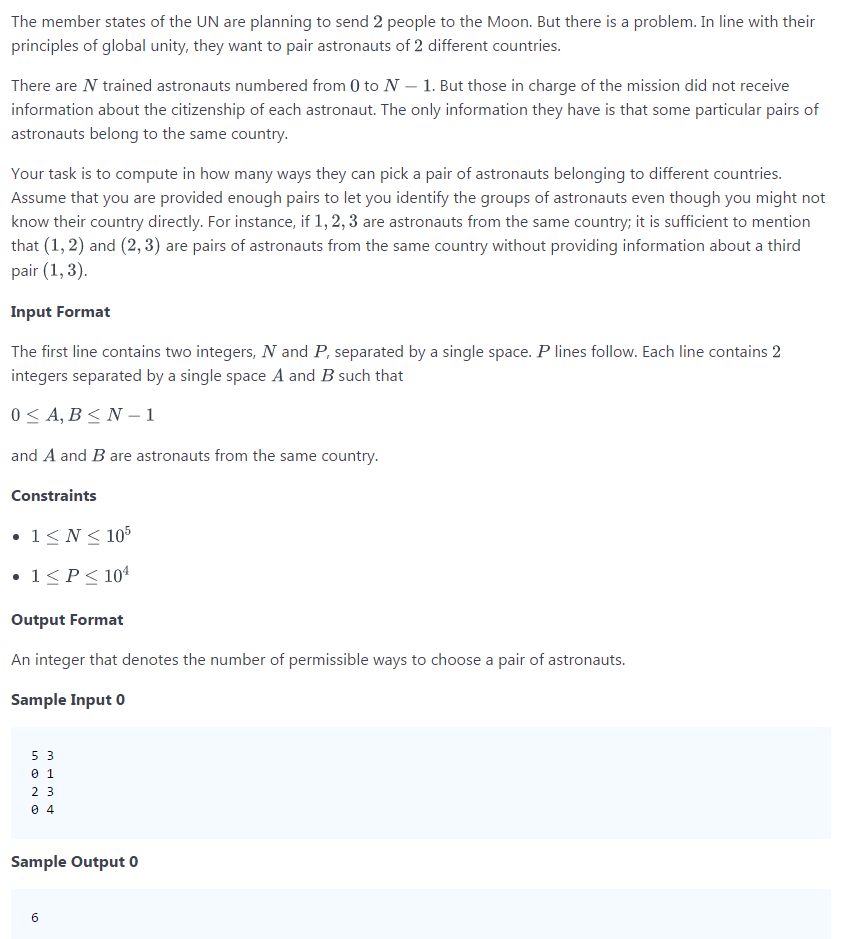 The member states of the UN are planning to send 2 people to the Moon. But there is a problem. In line with their
principles of global unity, they want to pair astronauts of 2 different countries.
There are N trained astronauts numbered from 0 to N − 1. But those in charge of the mission did not receive
information about the citizenship of each astronaut. The only information they have is that some particular pairs of
astronauts belong to the same country.
Your task is to compute in how many ways they can pick a pair of astronauts belonging to different countries.
Assume that you are provided enough pairs to let you identify the groups of astronauts even though you might not
know their country directly. For instance, if 1, 2, 3 are astronauts from the same country; it is sufficient to mention
that (1, 2) and (2, 3) are pairs of astronauts from the same country without providing information about a third
pair (1, 3).
Input Format
The first line contains two integers, N and P, separated by a single space. P lines follow. Each line contains 2
integers separated by a single space A and B such that
0 ≤ A, B ≤ N − 1
and A and B are astronauts from the same country.
Constraints
• 1 ≤ N ≤ 10⁵
• 1 ≤ P ≤ 10⁴
Output Format
An integer that denotes the number of permissible ways to choose a pair of astronauts.
Sample Input 0
5 3
0 1
2 3
0 4
Sample Output 0
6